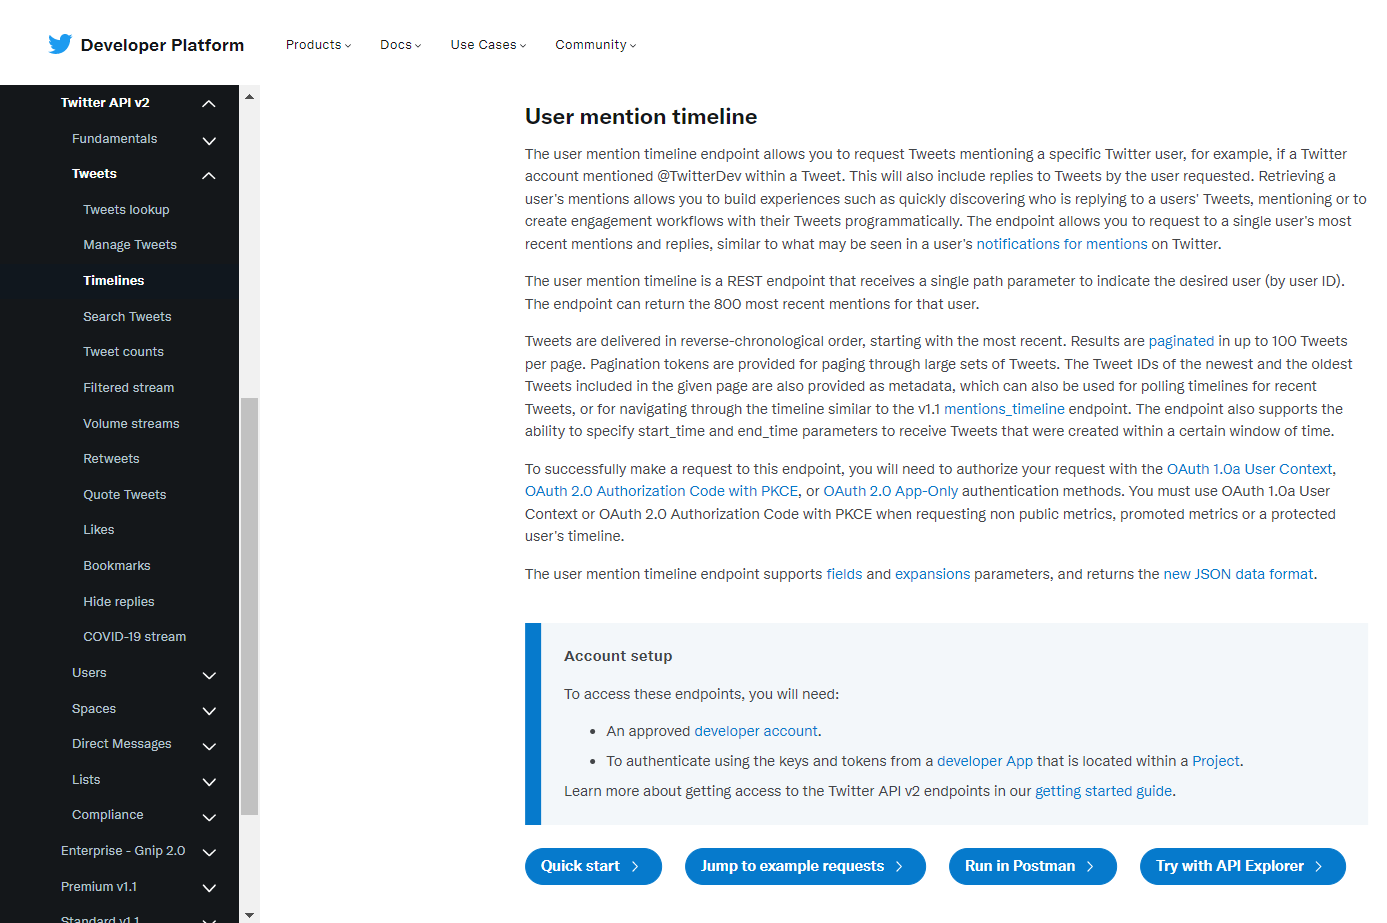 Developer Platform
Products
Docs
Use Cases
Community
Twitter API v2
Fundamentals
Tweets
Tweets lookup
Manage Tweets
Timelines
Search Tweets
Tweet counts
Filtered stream
Volume streams
Retweets
Quote Tweets
Likes
Bookmarks
Hide replies
COVID-19 stream
Users
Spaces
Direct Messages
Lists
Compliance
Enterprise - Gnip 2.0
Premium v1.1
Standard v1.1
User mention timeline
The user mention timeline endpoint allows you to request Tweets mentioning a specific Twitter user, for example, if a Twitter
account mentioned @TwitterDev within a Tweet. This will also include replies to Tweets by the user requested. Retrieving a
user's mentions allows you to build experiences such as quickly discovering who is replying to a users' Tweets, mentioning or to
create engagement workflows with their Tweets programmatically. The endpoint allows you to request to a single user's most
recent mentions and replies, similar to what may be seen in a user's notifications for mentions on Twitter.
The user mention timeline is a REST endpoint that receives a single path parameter to indicate the desired user (by user ID).
The endpoint can return the 800 most recent mentions for that user.
Tweets are delivered in reverse-chronological order, starting with the most recent. Results are paginated in up to 100 Tweets
per page. Pagination tokens are provided for paging through large sets of Tweets. The Tweet IDs of the newest and the oldest
Tweets included in the given page are also provided as metadata, which can also be used for polling timelines for recent
Tweets, or for navigating through the timeline similar to the v1.1 mentions_timeline endpoint. The endpoint also supports the
ability to specify start_time and end_time parameters to receive Tweets that were created within a certain window of time.
To successfully make a request to this endpoint, you will need to authorize your request with the OAuth 1.0a User Context,
OAuth 2.0 Authorization Code with PKCE, or OAuth 2.0 App-Only authentication methods. You must use OAuth 1.0a User
Context or OAuth 2.0 Authorization Code with PKCE when requesting non public metrics, promoted metrics or a protected
user's timeline.
The user mention timeline endpoint supports fields and expansions parameters, and returns the new JSON data format.
Account setup
To access these endpoints, you will need:
• An approved developer account.
• To authenticate using the keys and tokens from a developer App that is located within a Project.
Learn more about getting access to the Twitter API v2 endpoints in our getting started guide.
Quick start
Jump to example requests
Run in Postman
Try with API Explorer